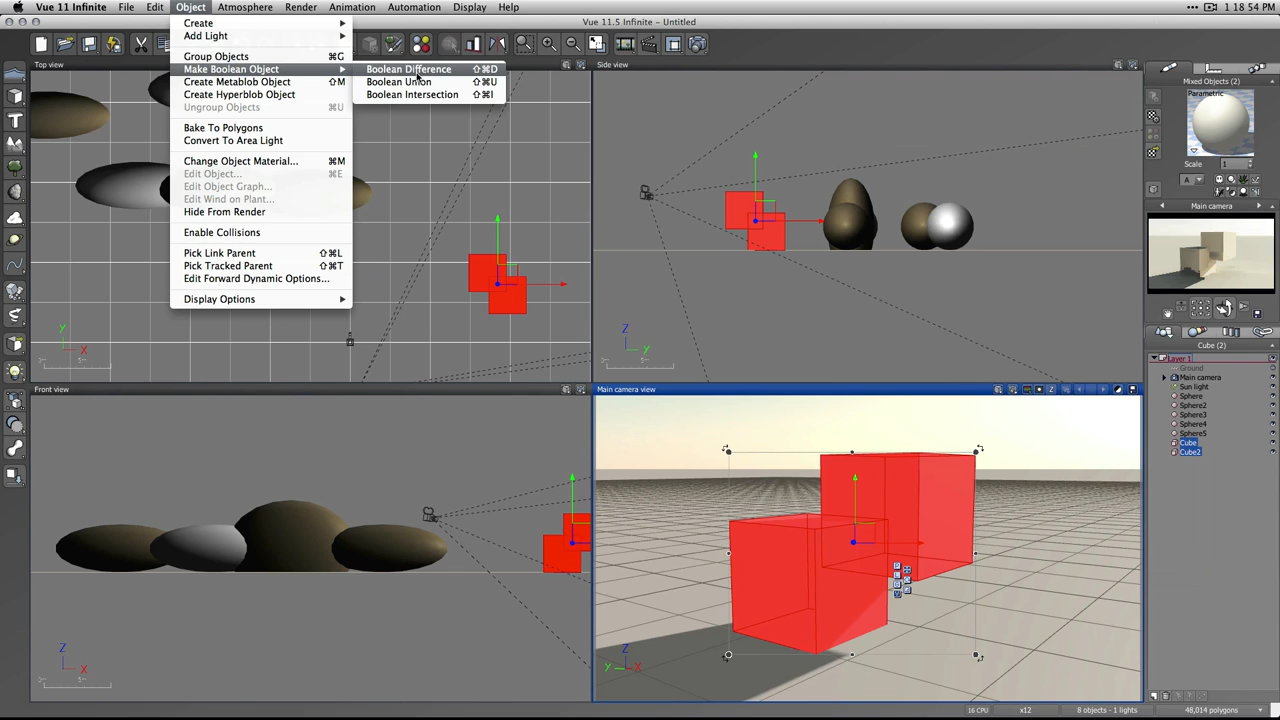 Vue 11 Infinite File Edit Object Atmosphere Render Animation Automation Display Help
1 18:54 PM
Vue 11.5 Infinite - Untitled
Create
Add Light
Group Objects ⌘G
Make Boolean Object
Create Metablob Object ⇧M
Create Hyperblob Object
Ungroup Objects ⌘U
Bake To Polygons
Convert To Area Light
Change Object Material... ⌘M
Edit Object... ⌘E
Edit Object Graph...
Edit Wind on Plant...
Hide From Render
Enable Collisions
Pick Link Parent ⇧⌘L
Pick Tracked Parent ⇧⌘T
Edit Forward Dynamic Options...
Display Options
Boolean Difference ⇧⌘D
Boolean Union ⇧⌘U
Boolean Intersection ⇧⌘I
Top view
Side view
Y
X
Z
Y
Front view
Main camera view
Z
X
Z
Y X
Mixed Objects (2)
Parametric
Scale 1
A
Main camera
Cube (2)
Layer 1
Ground
Main camera
Sun light
Sphere
Sphere2
Sphere3
Sphere4
Sphere5
Cube
Cube2
16 CPU x12 8 objects - 1 lights 48,014 polygons